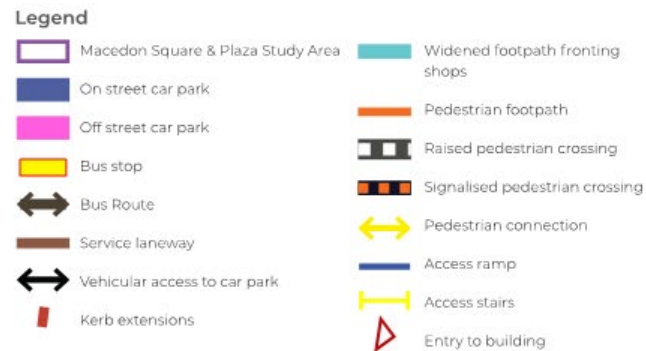 Legend
Macedon Square & Plaza Study Area
On street car park
Off street car park
Bus stop
Bus Route
Service laneway
Vehicular access to car park
Kerb extensions
Widened footpath fronting
shops
Pedestrian footpath
Raised pedestrian crossing
Signalised pedestrian crossing
Pedestrian connection
Access ramp
Access stairs
Entry to building